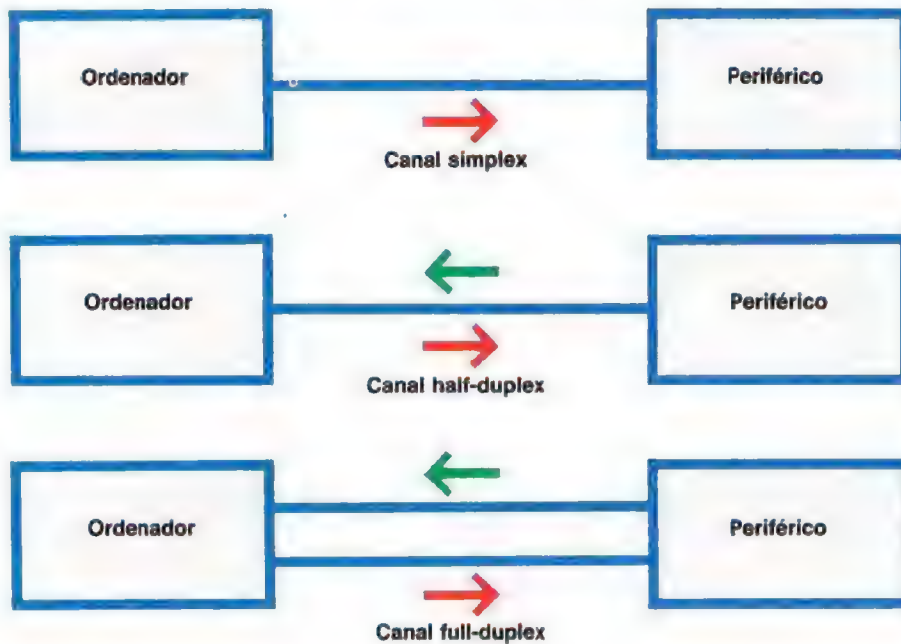 Ordenador
Periférico
Canal simplex
Ordenador
Periférico
Canal half-duplex
Ordenador
Periférico
Canal full-duplex